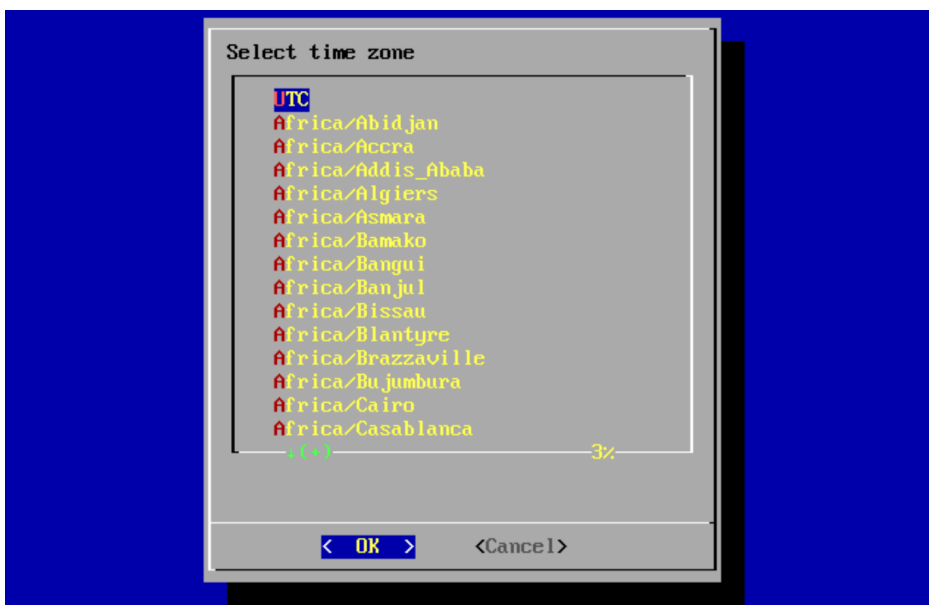 Select time zone
UTC
Africa/Abidjan
Africa/Accra
Africa/Addis_Ababa
Africa/Algiers
Africa/Asmara
Africa/Bamako
Africa/Bangui
Africa/Banjul
Africa/Bissau
Africa/Blantyre
Africa/Brazzaville
Africa/Bujumbura
Africa/Cairo
Africa/Casablanca
↓(+) 3%
< OK > <Cancel>